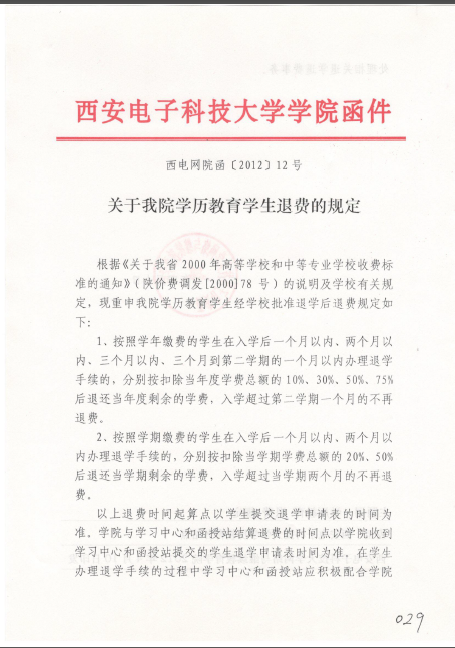 西安电子科技大学学院函件
西电网院函〔2012〕12号
关于我院学历教育学生退费的规定
根据《关于我省2000年高等学校和中等专业学校收费标
准的通知》（陕价费调发[2000]78 号）的说明及学校有关规
定，现重申我院学历教育学生经学校批准退学后退费规定如
下：
1、按照学年缴费的学生在入学后一个月以内、两个月以
内、三个月以内、三个月到第二学期的一个月以内办理退学
手续的，分别按扣除当年度学费总额的 10%、30%、50%、75%
后退还当年度剩余的学费，入学超过第二学期一个月的不再
退费。
2、按照学期缴费的学生在入学后一个月以内、两个月以
内办理退学手续的，分别按扣除当学期学费总额的 20%、50%
后退还当学期剩余的学费，入学超过当学期两个月的不再退
费。
以上退费时间起算点以学生提交退学申请表的时间为
准。学院与学习中心和函授站结算退费的时间点以学院收到
学习中心和函授站提交的学生退学申请表时间为准。在学生
办理退学手续的过程中学习中心和函授站应积极配合学院
029